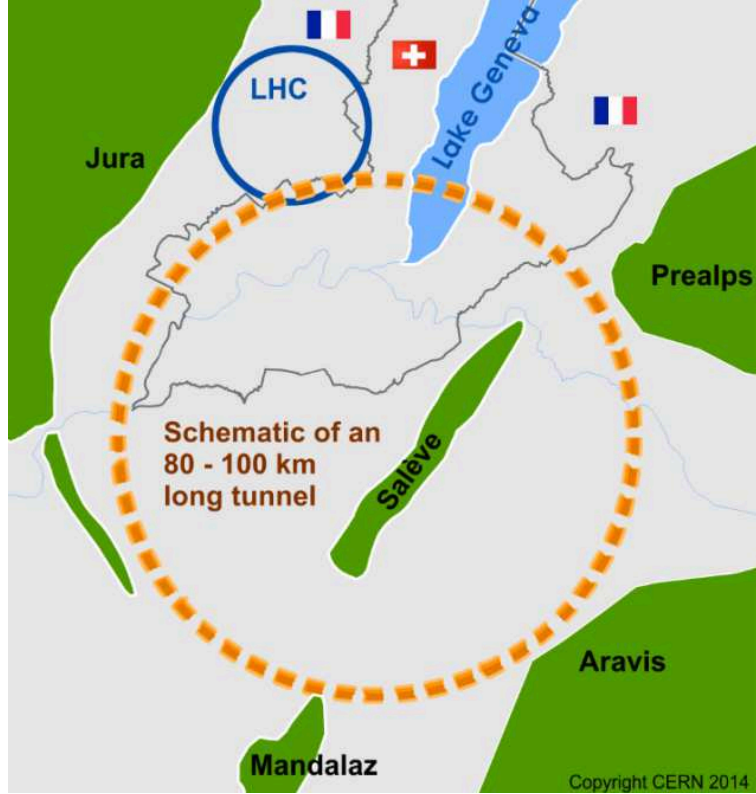 LHC
Lake Geneva
Jura
Prealps
Schematic of an
80 - 100 km
long tunnel
Salève
Aravis
Mandalaz
Copyright CERN 2014